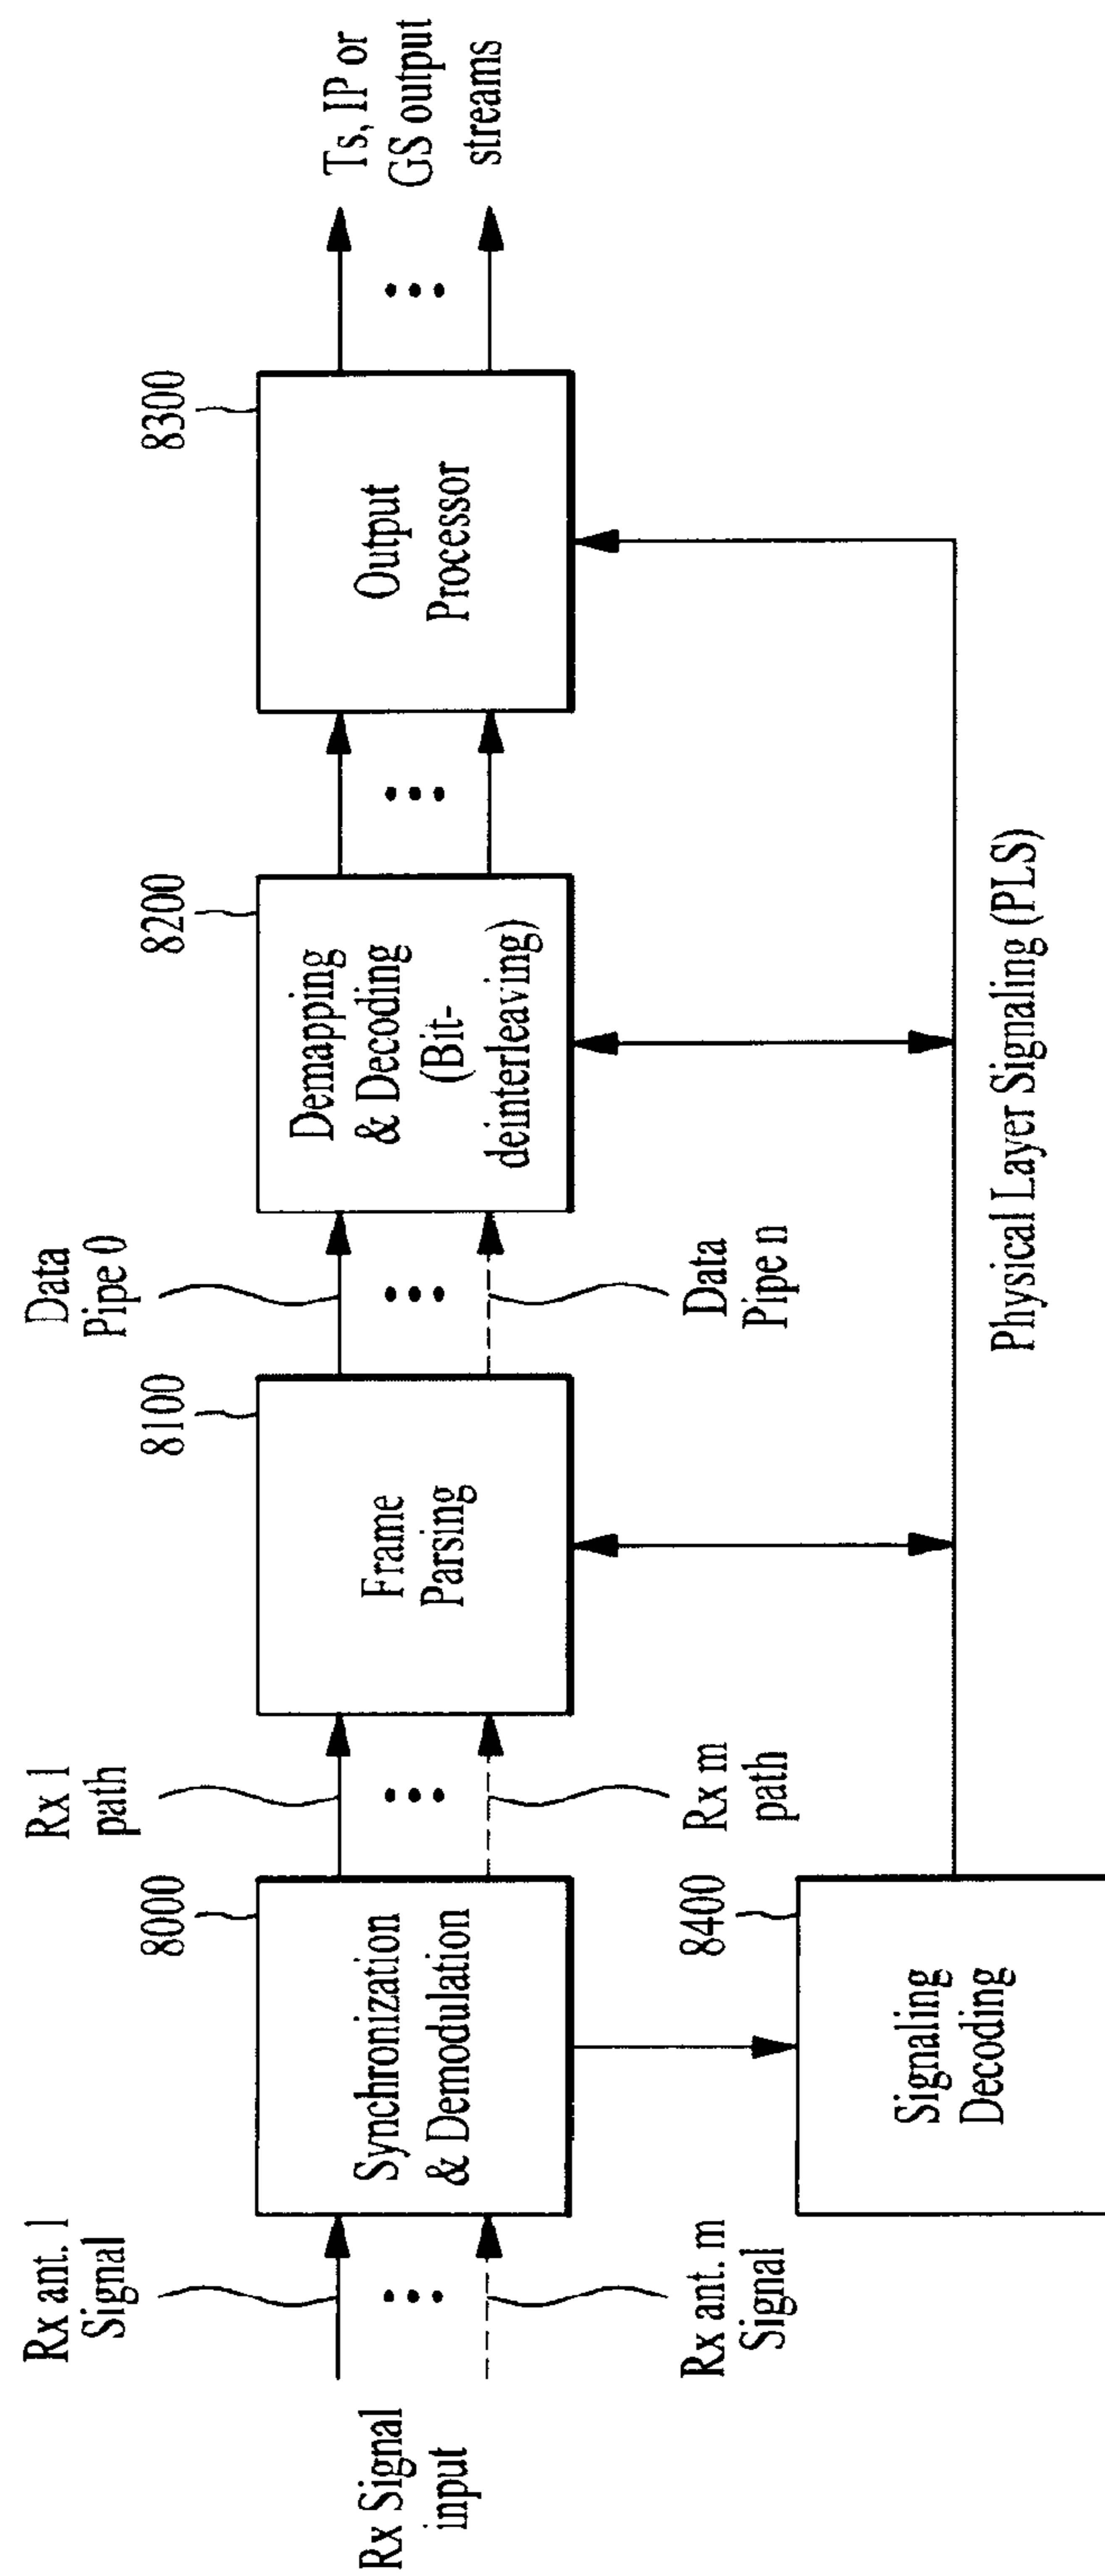 Rx Signal
input
Rx ant. 1
Signal
Rx ant. m
Signal
8000
Synchronization
& Demodulation
Rx 1
path
Rx m
path
8100
Frame
Parsing
Data
Pipe 0
Data
Pipe n
8200
Demapping
& Decoding
(Bit-
deinterleaving)
8300
Output
Processor
Ts, IP or
GS output
streams
8400
Signaling
Decoding
Physical Layer Signaling (PLS)